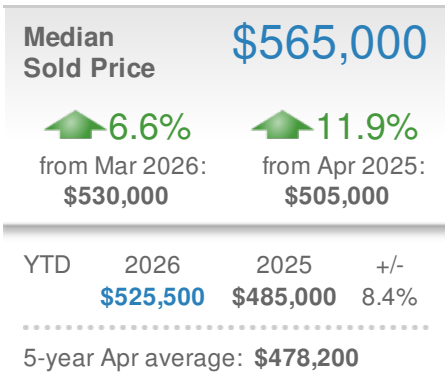 Median
Sold Price
$565,000
6.6%
from Mar 2026:
$530,000
11.9%
from Apr 2025:
$505,000
YTD 2026 2025 +/-
$525,500 $485,000 8.4%
5-year Apr average: $478,200